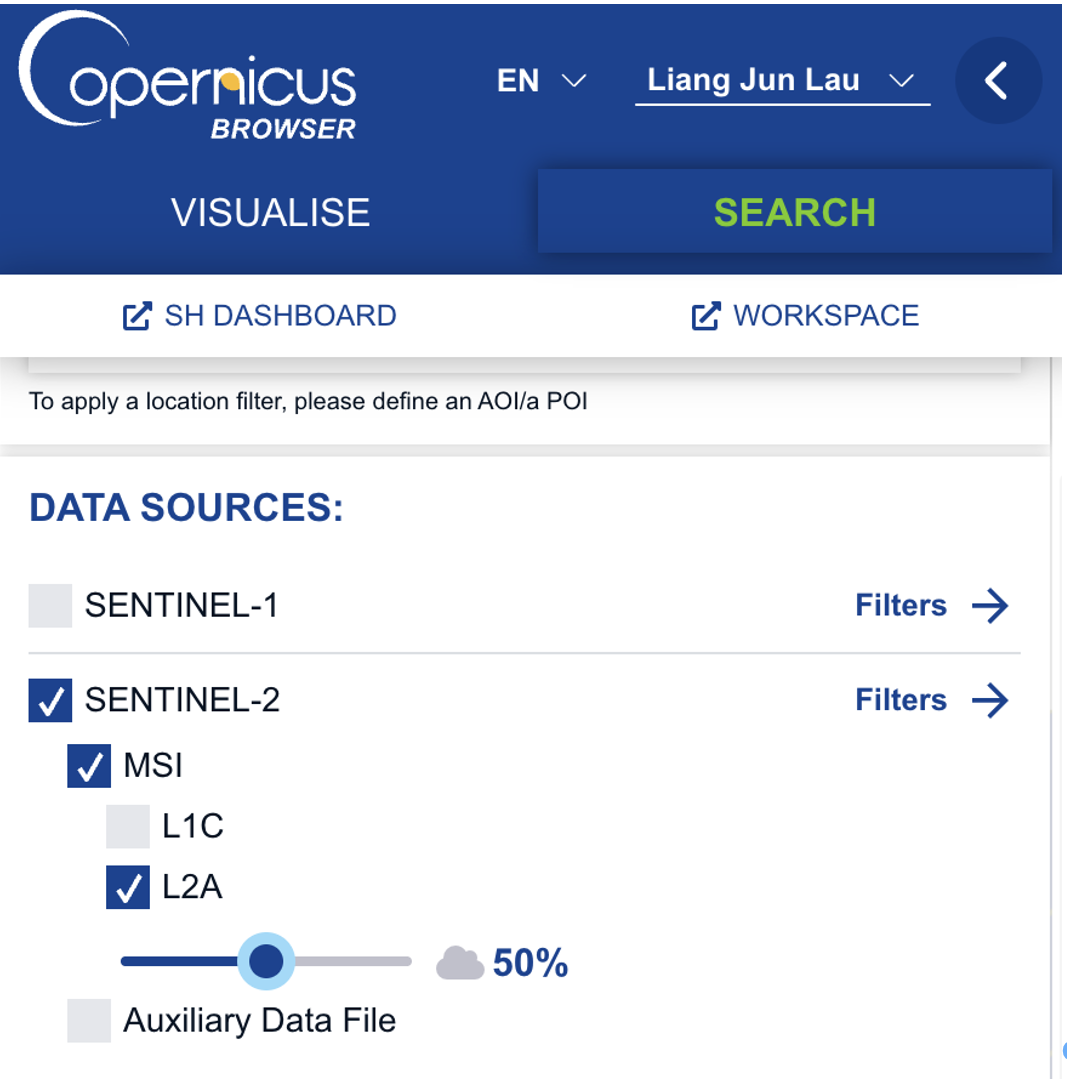 Copernicus
BROWSER
EN
Liang Jun Lau
VISUALISE
SEARCH
SH DASHBOARD
WORKSPACE
To apply a location filter, please define an AOI/a POI
DATA SOURCES:
SENTINEL-1
Filters
SENTINEL-2
Filters
MSI
L1C
L2A
50%
Auxiliary Data File